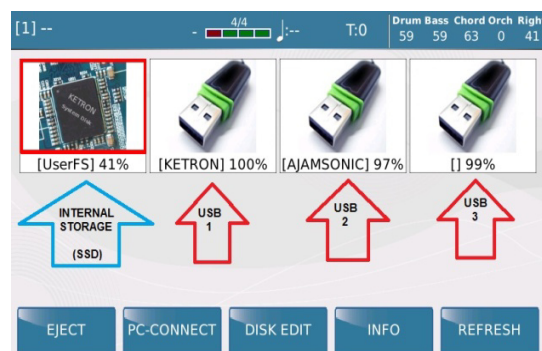 [1] --
- 4/4 :-- T:0
Drum Bass Chord Orch Righ
59 59 63 0 41
KETRON
System Disk
[UserFS] 41%
[KETRON] 100%
[AJAMSONIC] 97%
[] 99%
INTERNAL
STORAGE
(SSD)
USB
1
USB
2
USB
3
EJECT
PC-CONNECT
DISK EDIT
INFO
REFRESH